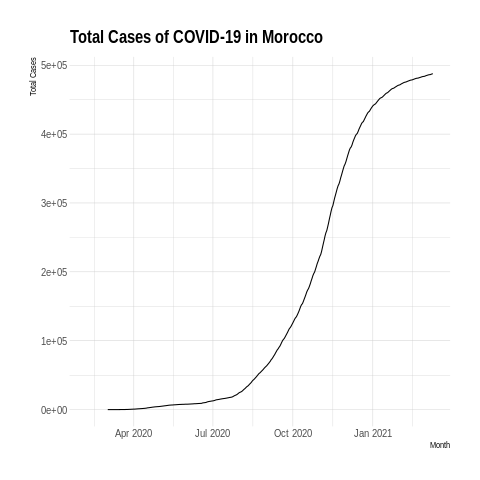 Total Cases of COVID-19 in Morocco
Total Cases
5e+05
4e+05
3e+05
2e+05
1e+05
0e+00
Apr 2020 Jul 2020 Oct 2020 Jan 2021
Month